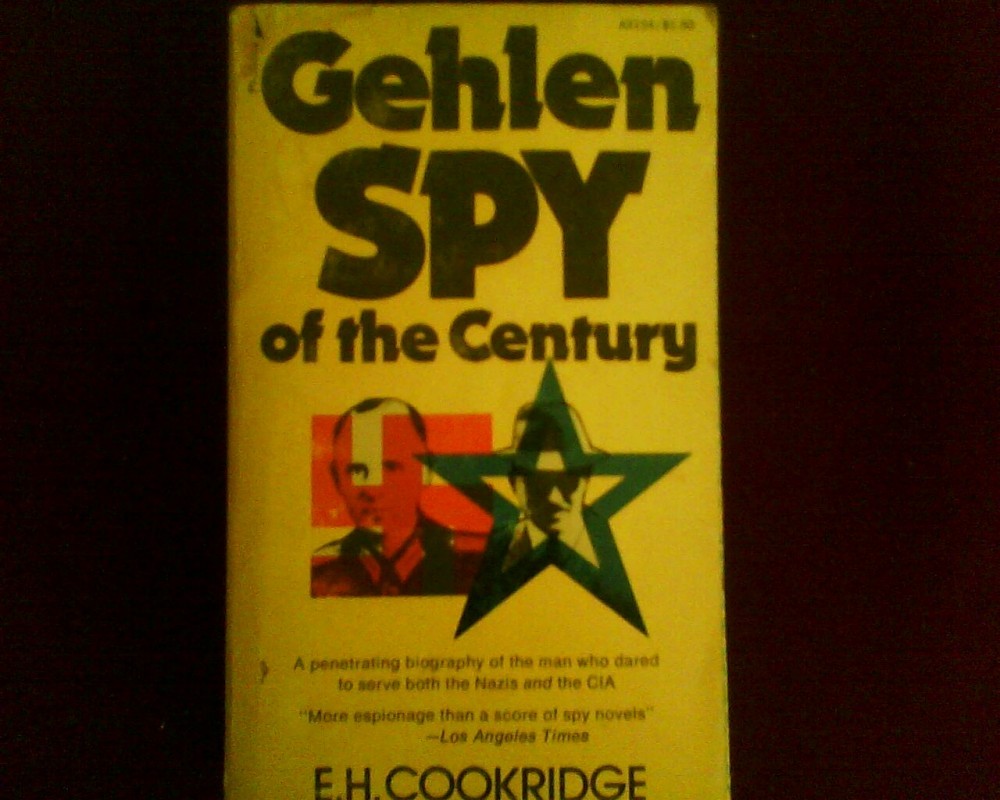 Gehlen
SPY
of the Century
A penetrating biography of the man who dared
to serve both the Nazis and the CIA
"More espionage than a score of spy novels"
—Los Angeles Times
E.H. COOKRIDGE